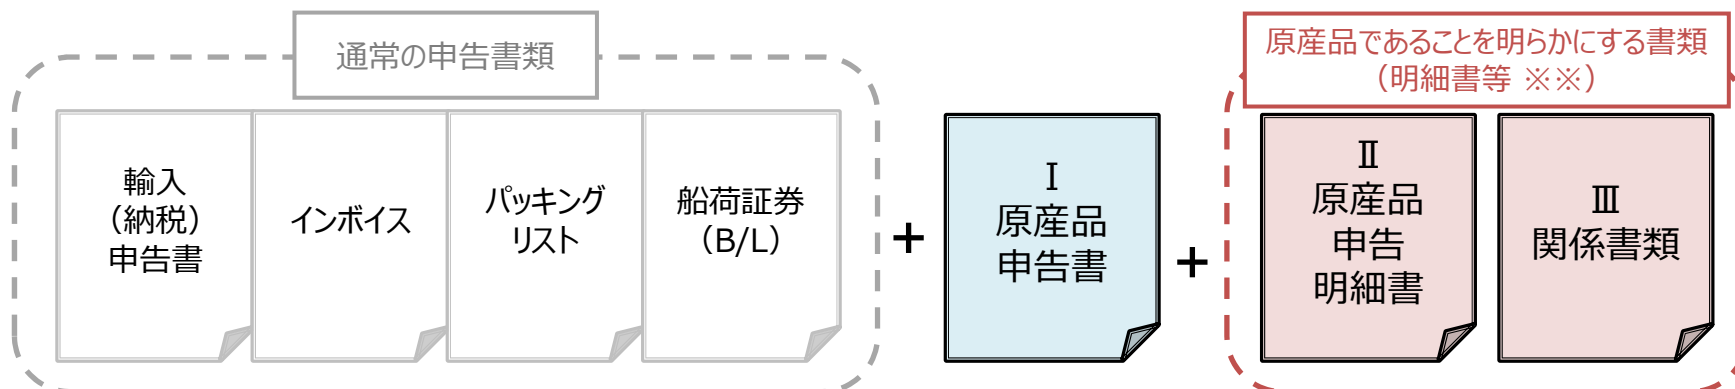 通常の申告書類
原産品であることを明らかにする書類
（明細書等 ※※）
輸入
（納税）
申告書
インボイス
パッキング
リスト
船荷証券
（B/L）
+
Ⅰ
原産品
申告書
+
Ⅱ
原産品
申告
明細書
Ⅲ
関係書類